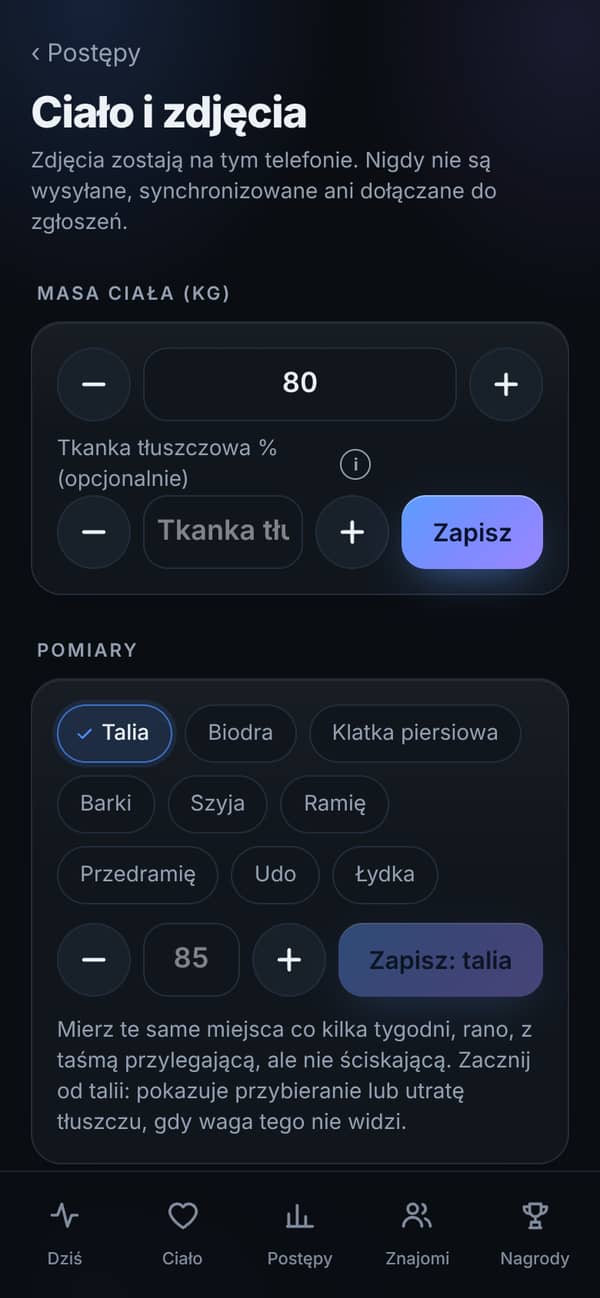 ‹ Postępy
Ciało i zdjęcia
Zdjęcia zostają na tym telefonie. Nigdy nie są
wysyłane, synchronizowane ani dołączane do
zgłoszeń.
MASA CIAŁA (KG)
− 80 +
Tkanka tłuszczowa %
(opcjonalnie)
i
− Tkanka tłu + Zapisz
POMIARY
✓ Talia Biodra Klatka piersiowa
Barki Szyja Ramię
Przedramię Udo Łydka
− 85 + Zapisz: talia
Mierz te same miejsca co kilka tygodni, rano, z
taśmą przylegającą, ale nie ściskającą. Zacznij
od talii: pokazuje przybieranie lub utratę
tłuszczu, gdy waga tego nie widzi.
Dziś Ciało Postępy Znajomi Nagrody